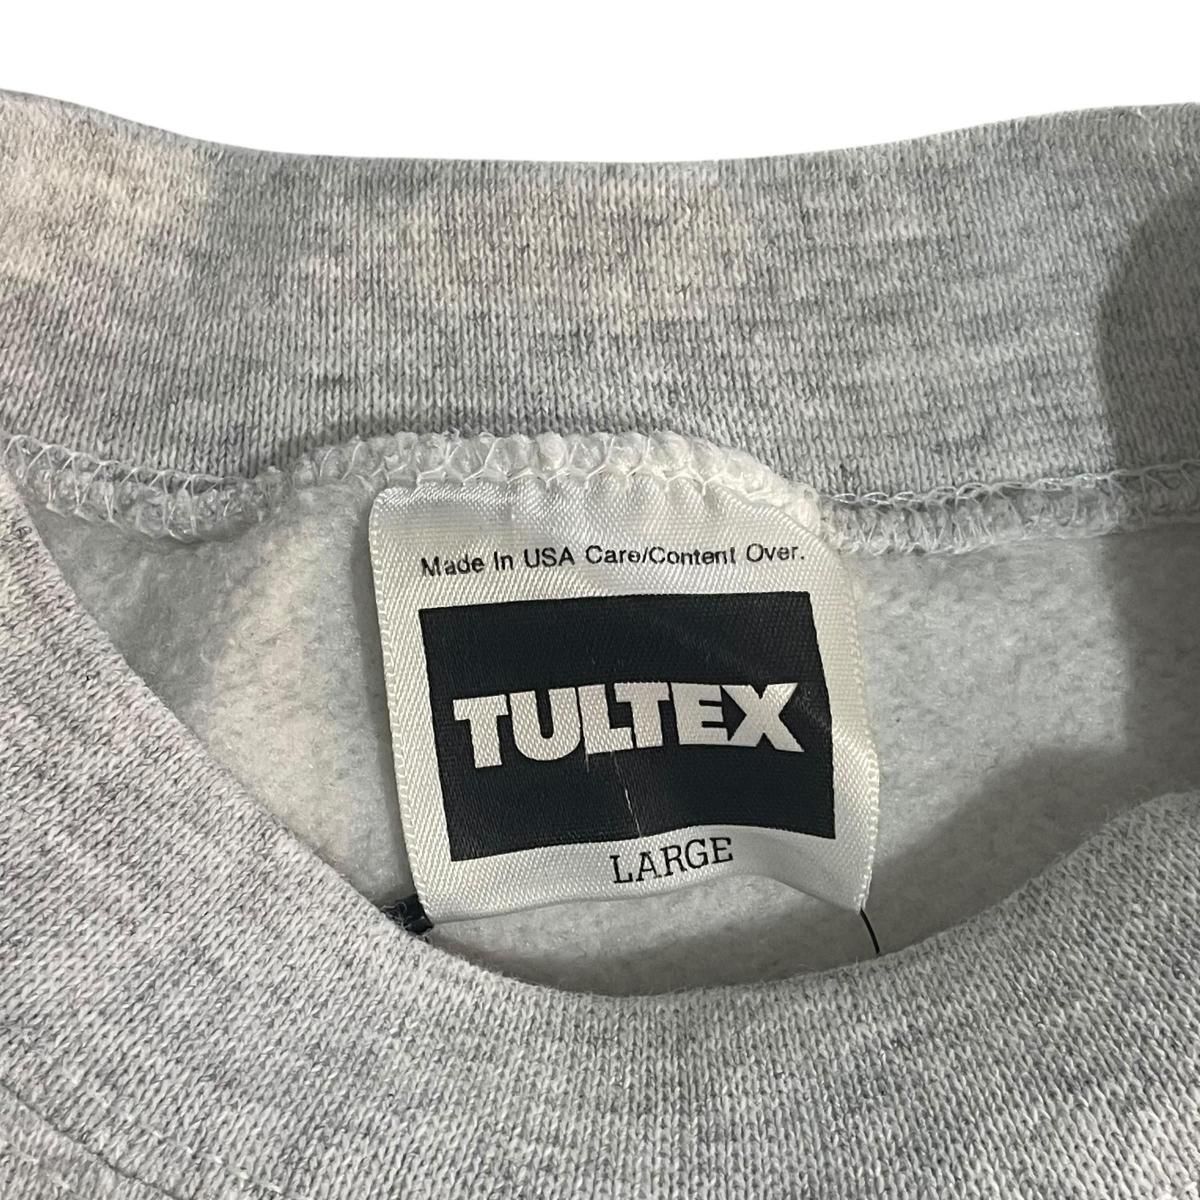 Made In USA Care/Content Over.
TULTEX
LARGE